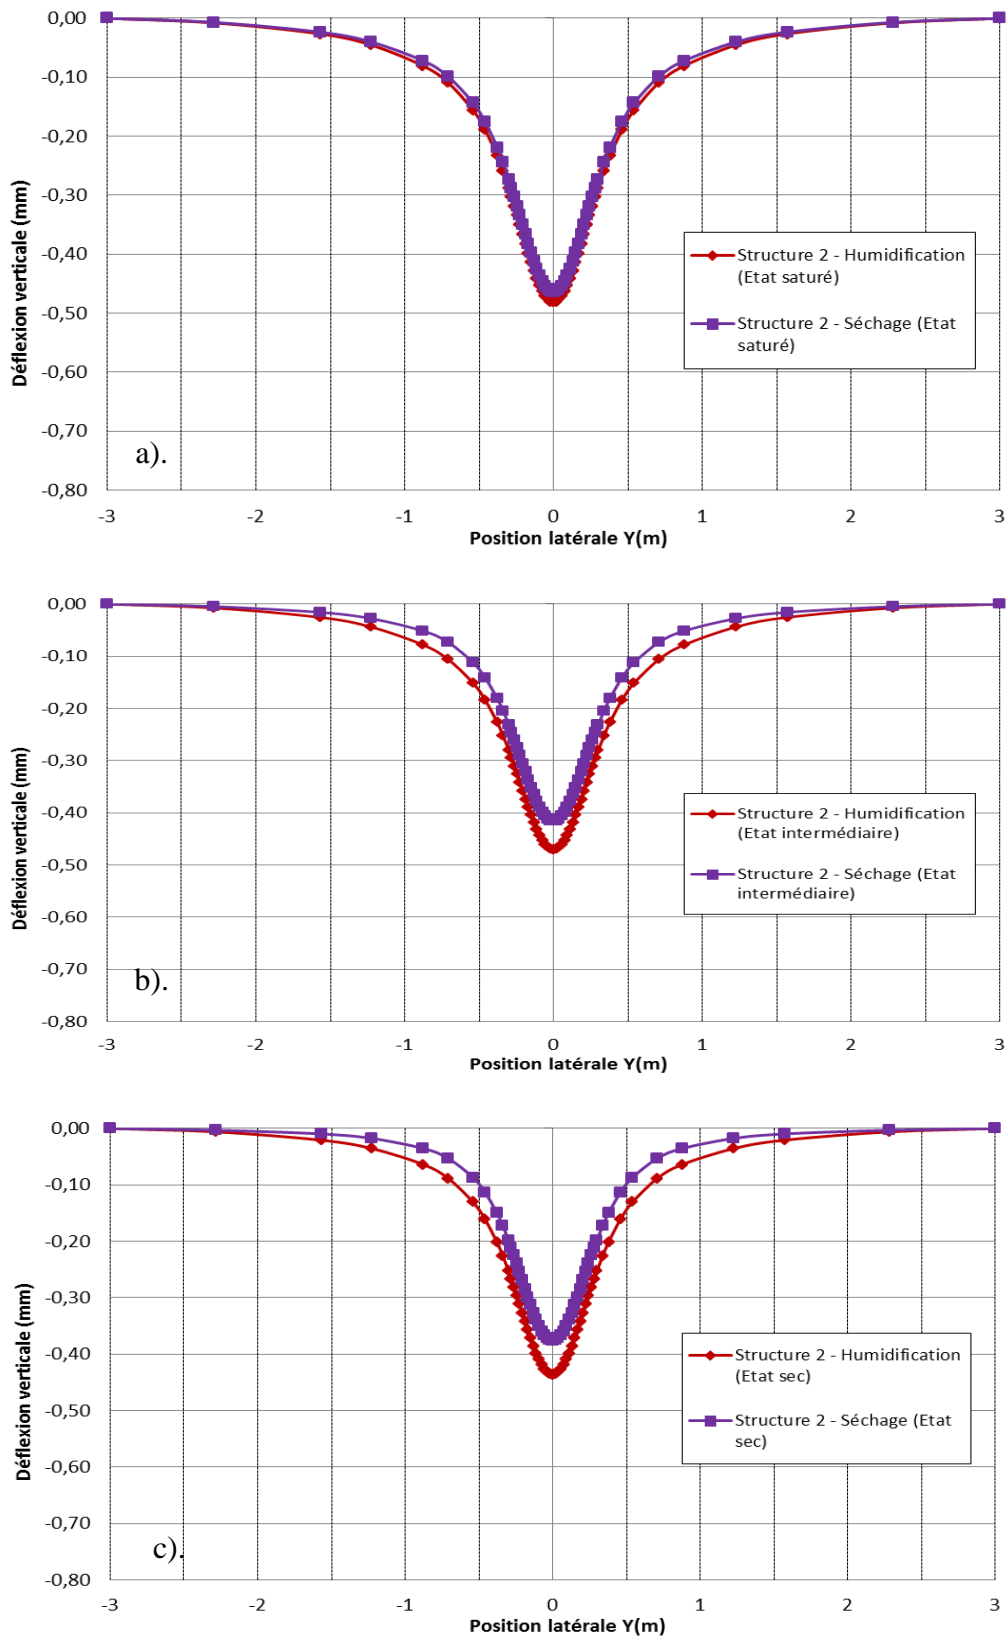 0,00
-0,10
-0,20
-0,30
-0,40
-0,50
-0,60
-0,70
-0,80
Déflexion verticale (mm)
Structure 2 - Humidification
(Etat saturé)
Structure 2 - Séchage (Etat
saturé)
a).
-3 -2 -1 0 1 2 3
Position latérale Y(m)
0,00
-0,10
-0,20
-0,30
-0,40
-0,50
-0,60
-0,70
-0,80
Déflexion verticale (mm)
Structure 2 - Humidification
(Etat intermédiaire)
Structure 2 - Séchage (Etat
intermédiaire)
b).
-3 -2 -1 0 1 2 3
Position latérale Y(m)
0,00
-0,10
-0,20
-0,30
-0,40
-0,50
-0,60
-0,70
-0,80
Déflexion verticale (mm)
Structure 2 - Humidification
(Etat sec)
Structure 2 - Séchage (Etat
sec)
c).
-3 -2 -1 0 1 2 3
Position latérale Y(m)